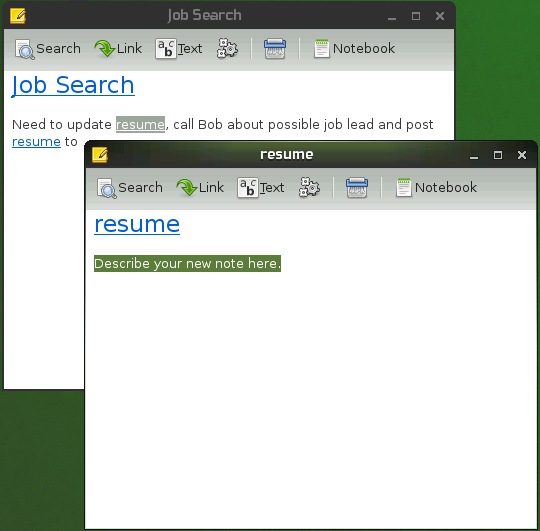 Job Search
Search Link Text Notebook
Job Search
Need to update resume, call Bob about possible job lead and post
resume to
resume
Search Link Text Notebook
resume
Describe your new note here.